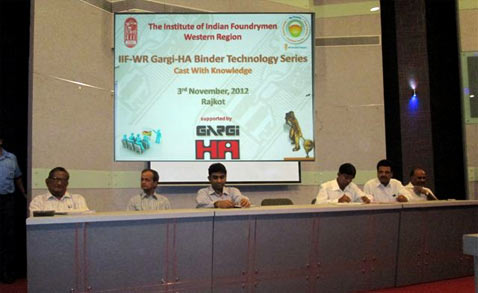 The Institute of Indian Foundrymen
Western Region
IIF-WR Gargi-HA Binder Technology Series
Cast With Knowledge
3rd November, 2012
Rajkot
supported by
GARGI
HA